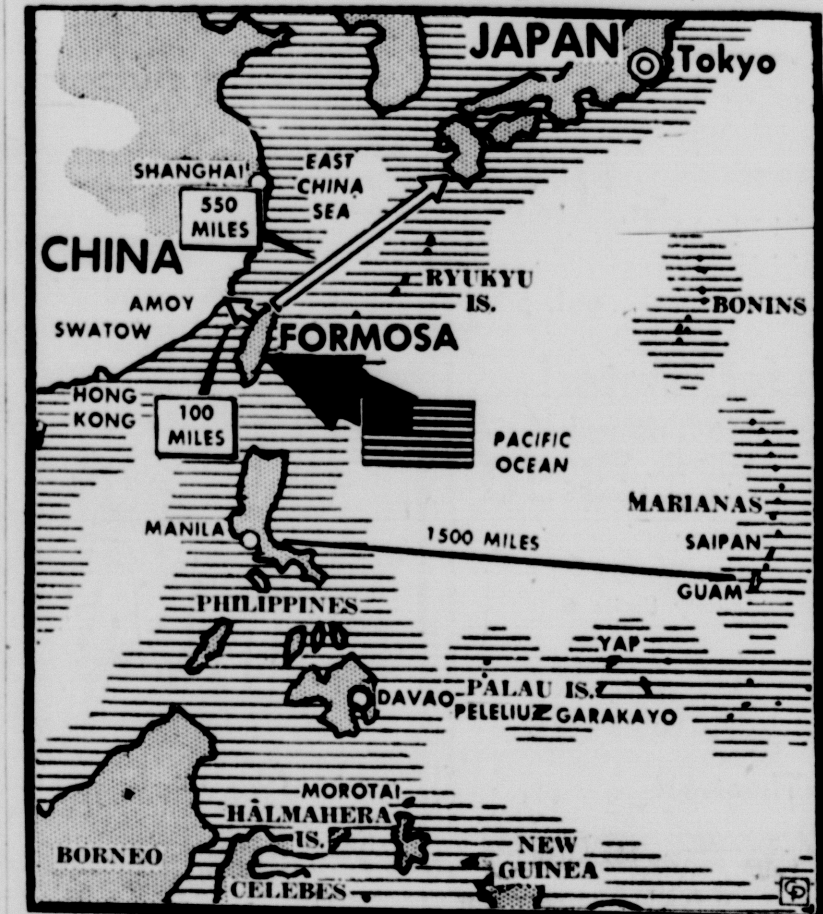 JAPAN
Tokyo
SHANGHAI
EAST
CHINA
SEA
550
MILES
CHINA
RYUKYU
IS.
BONINS
AMOY
SWATOW
FORMOSA
HONG
KONG
100
MILES
PACIFIC
OCEAN
MARIANAS
MANILA
1500 MILES
SAIPAN
GUAM
PHILIPPINES
YAP
DAVAO
PALAU IS.
PELELIU
GARAKAYO
MOROTAI
HALMAHERA
IS.
NEW
GUINEA
BORNEO
CELEBES
CP